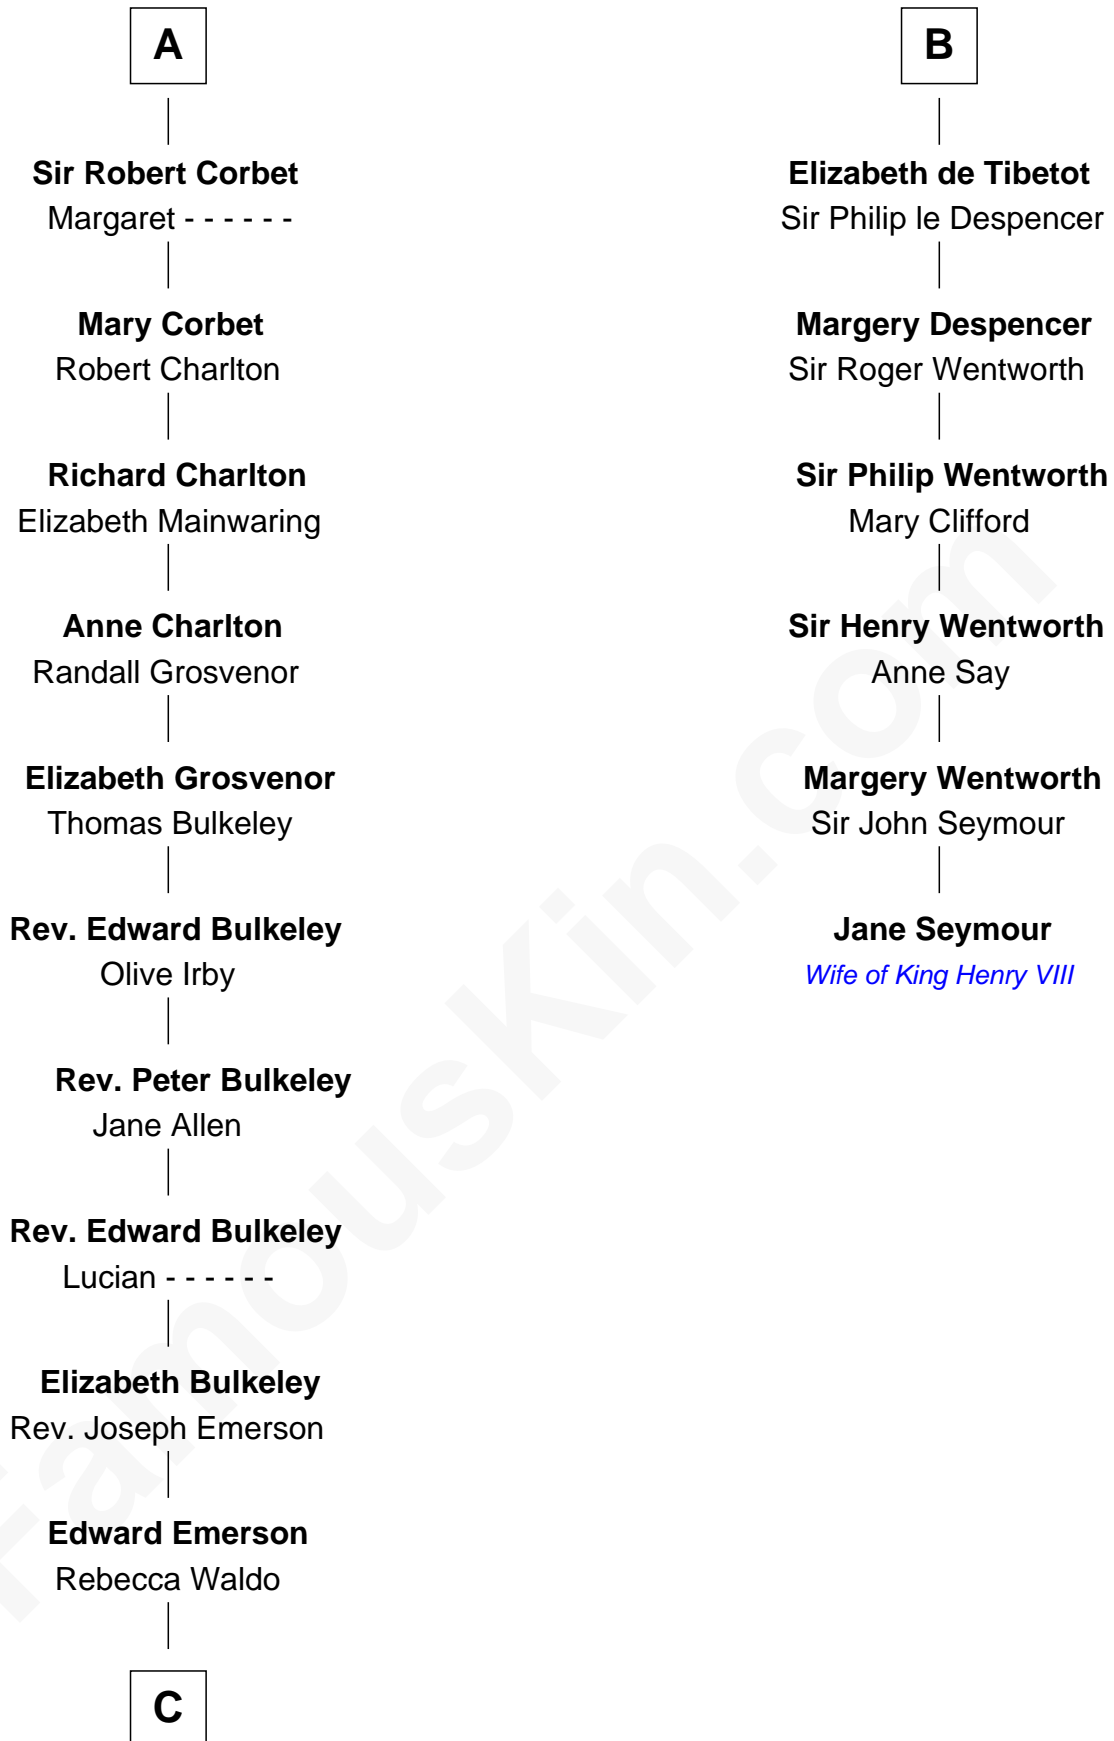 A
Sir Robert Corbet
Margaret - - - - - -
Mary Corbet
Robert Charlton
Richard Charlton
Elizabeth Mainwaring
Anne Charlton
Randall Grosvenor
Elizabeth Grosvenor
Thomas Bulkeley
Rev. Edward Bulkeley
Olive Irby
Rev. Peter Bulkeley
Jane Allen
Rev. Edward Bulkeley
Lucian - - - - - -
Elizabeth Bulkeley
Rev. Joseph Emerson
Edward Emerson
Rebecca Waldo
C
B
Elizabeth de Tibetot
Sir Philip le Despencer
Margery Despencer
Sir Roger Wentworth
Sir Philip Wentworth
Mary Clifford
Sir Henry Wentworth
Anne Say
Margery Wentworth
Sir John Seymour
Jane Seymour
Wife of King Henry VIII
FamousKin.com